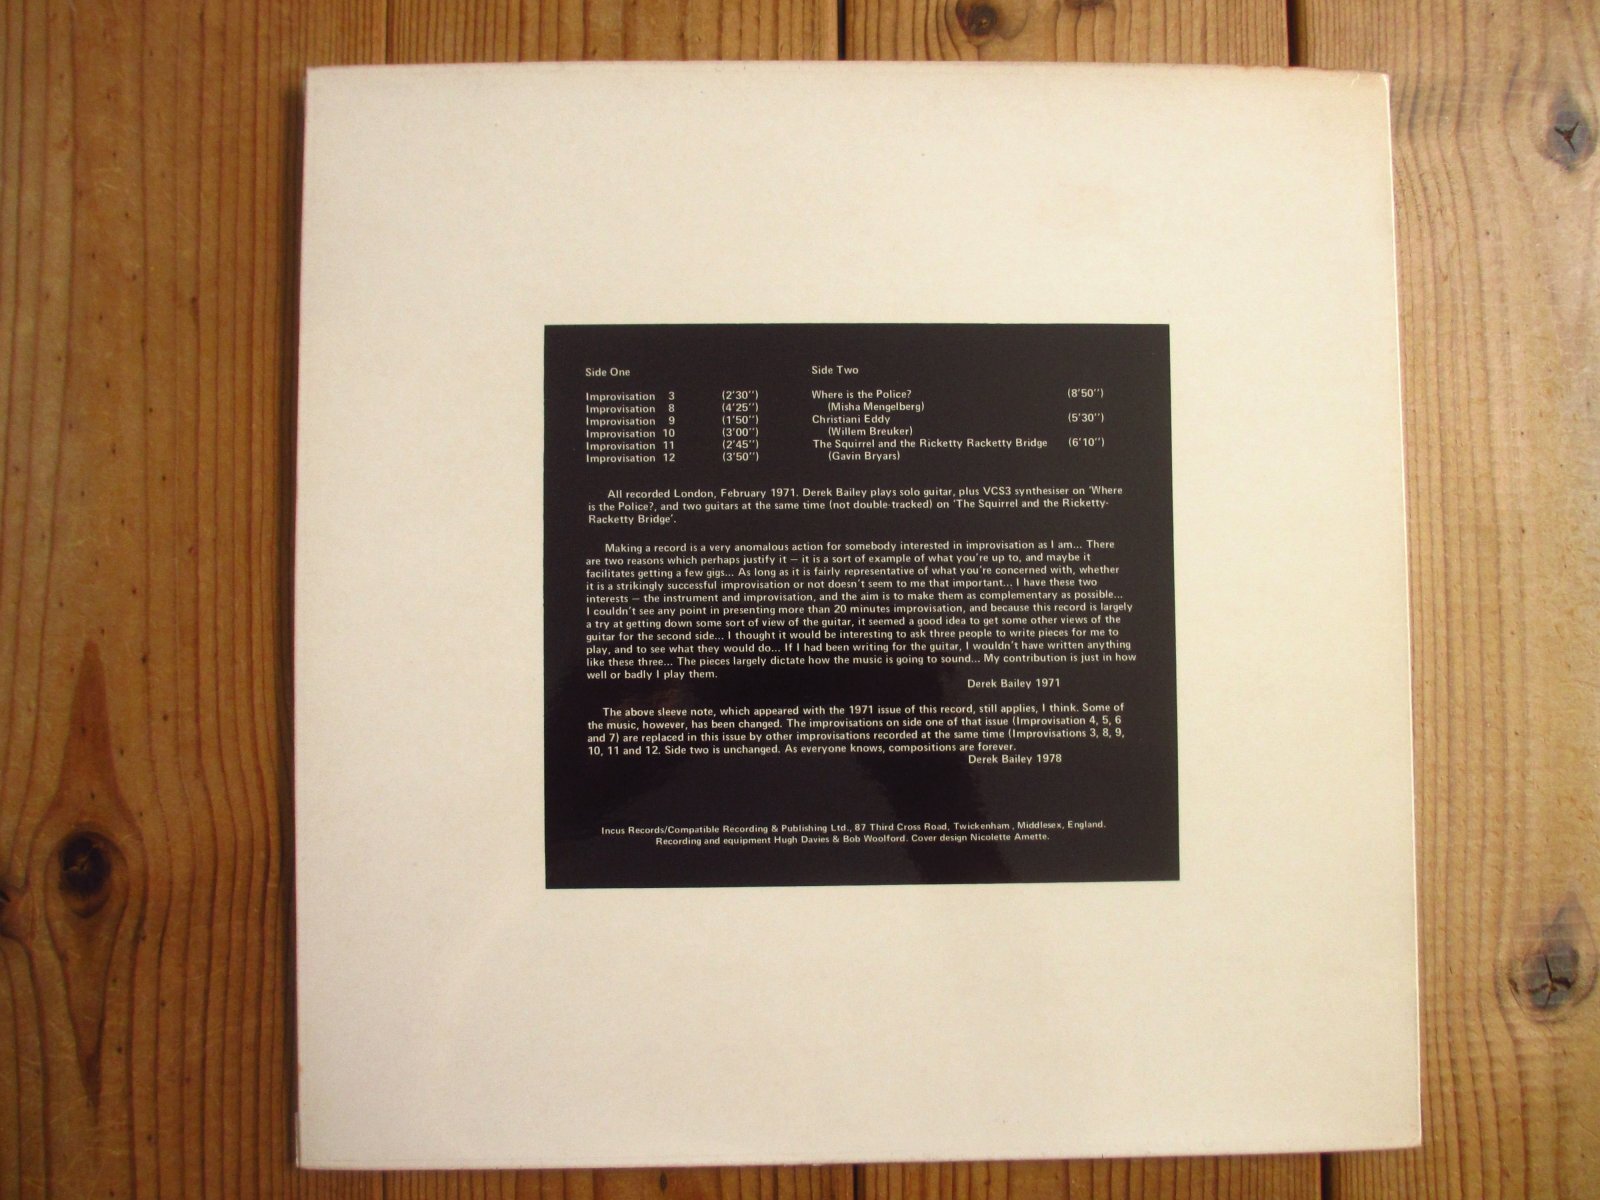 Side One
Improvisation 3 (2'30'')
Improvisation 8 (4'25'')
Improvisation 9 (1'50'')
Improvisation 10 (3'00'')
Improvisation 11 (2'45'')
Improvisation 12 (3'50'')
Side Two
Where is the Police? (8'50'')
(Misha Mengelberg)
Christiani Eddy (5'30'')
(Willem Breuker)
The Squirrel and the Ricketty Racketty Bridge (6'10'')
(Gavin Bryars)
All recorded London, February 1971. Derek Bailey plays solo guitar, plus VCS3 synthesiser on 'Where
is the Police?, and two guitars at the same time (not double-tracked) on 'The Squirrel and the Ricketty-
Racketty Bridge'.
Making a record is a very anomalous action for somebody interested in improvisation as I am... There
are two reasons which perhaps justify it – it is a sort of example of what you're up to, and maybe it
facilitates getting a few gigs... As long as it is fairly representative of what you're concerned with, whether
it is a strikingly successful improvisation or not doesn't seem to me that important... I have these two
interests – the instrument and improvisation, and the aim is to make them as complementary as possible...
I couldn't see any point in presenting more than 20 minutes improvisation, and because this record is largely
a try at getting down some sort of view of the guitar, it seemed a good idea to get some other views of the
guitar for the second side... I thought it would be interesting to ask three people to write pieces for me to
play, and to see what they would do... If I had been writing for the guitar, I wouldn't have written anything
like these three... The pieces largely dictate how the music is going to sound... My contribution is just in how
well or badly I play them.
Derek Bailey 1971
The above sleeve note, which appeared with the 1971 issue of this record, still applies, I think. Some of
the music, however, has been changed. The improvisations on side one of that issue (Improvisation 4, 5, 6
and 7) are replaced in this issue by other improvisations recorded at the same time (Improvisations 3, 8, 9,
10, 11 and 12. Side two is unchanged. As everyone knows, compositions are forever.
Derek Bailey 1978
Incus Records/Compatible Recording & Publishing Ltd., 87 Third Cross Road, Twickenham, Middlesex, England.
Recording and equipment Hugh Davies & Bob Woolford. Cover design Nicolette Amette.